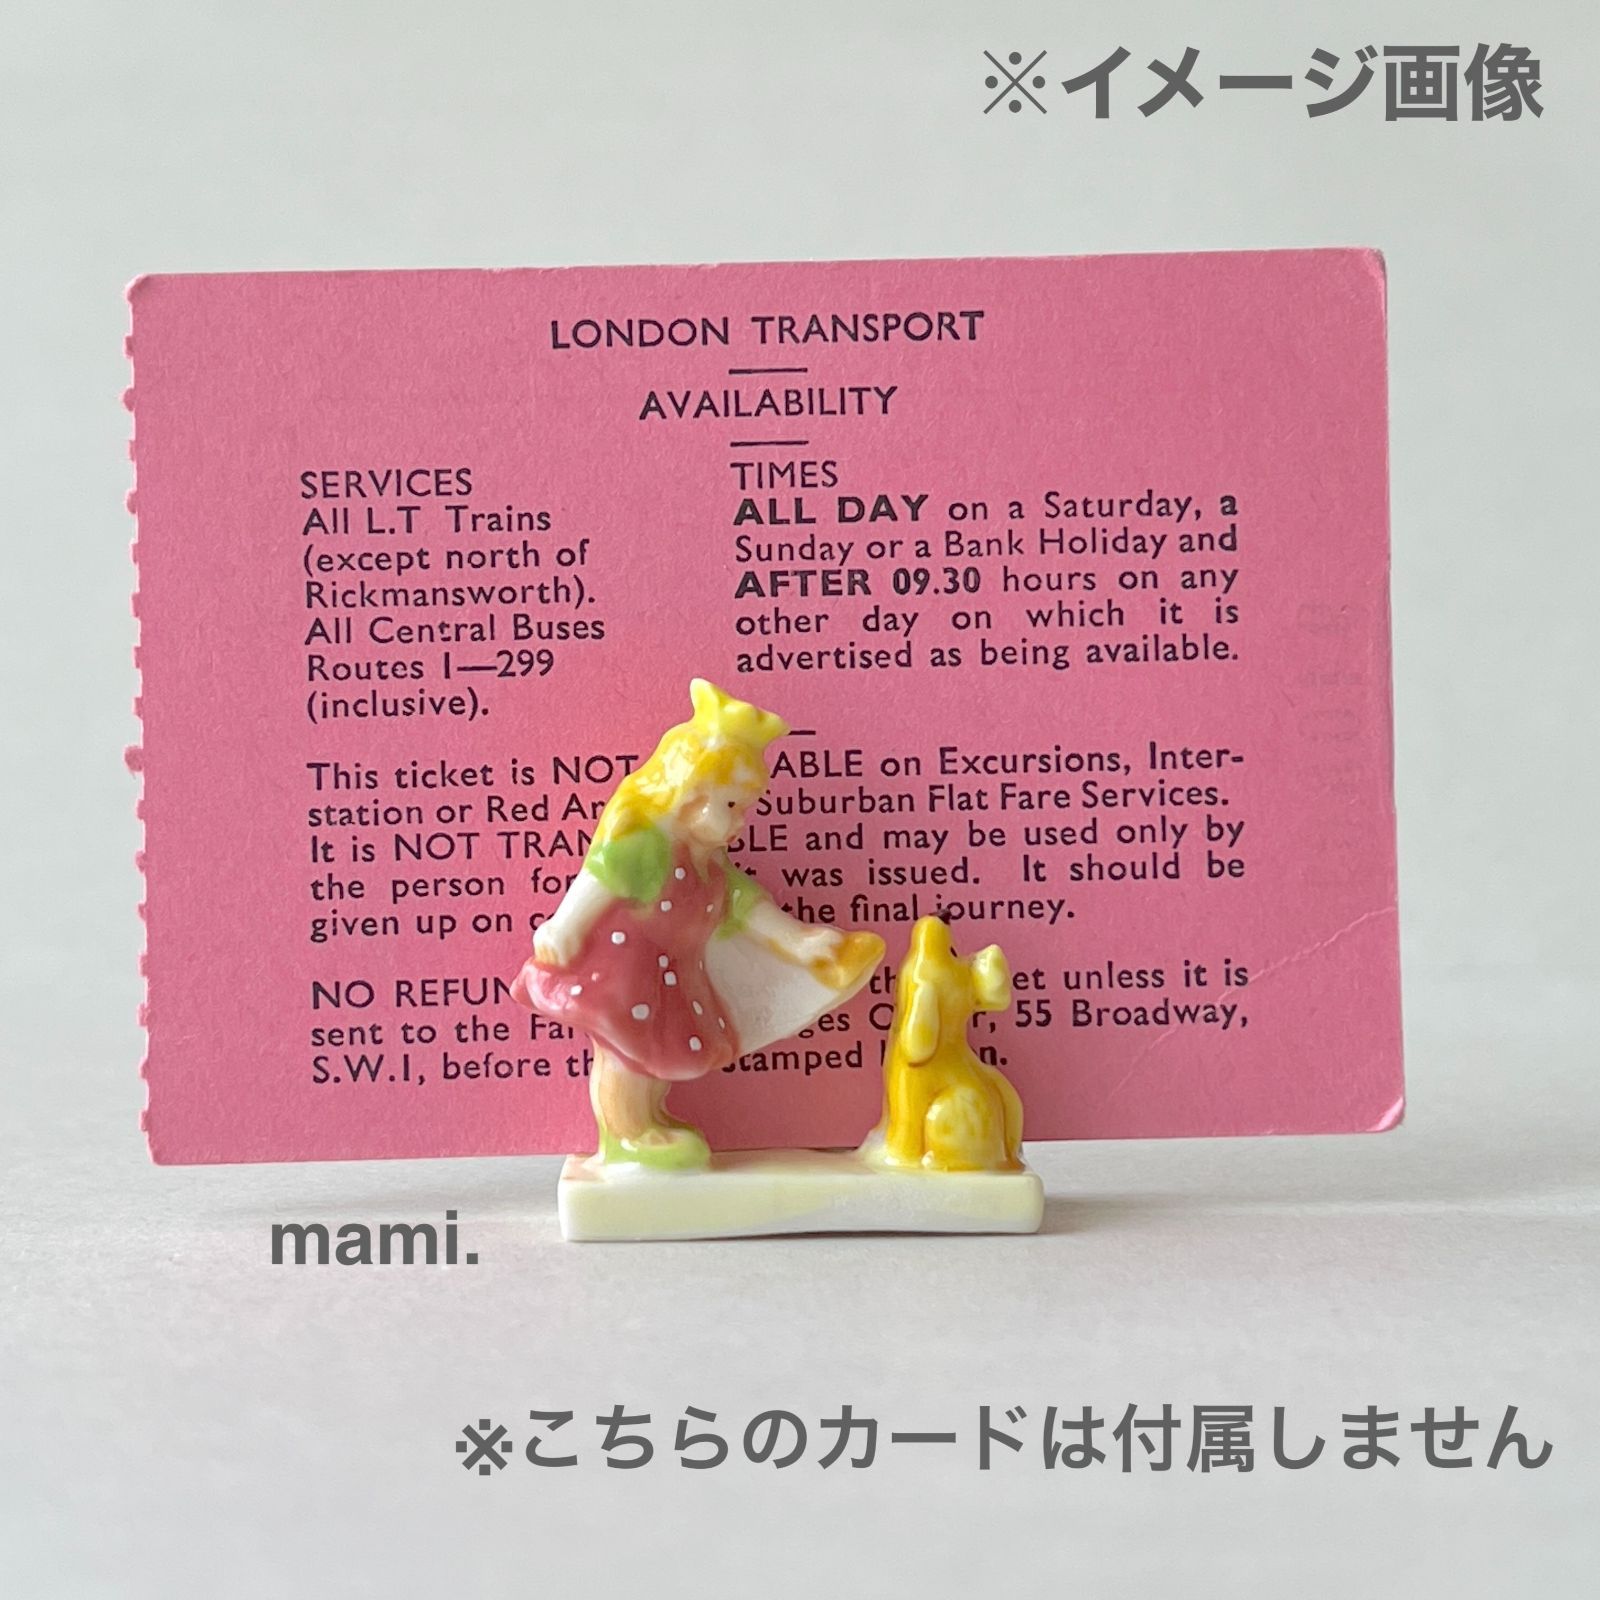 ※イメージ画像
LONDON TRANSPORT
AVAILABILITY
SERVICES
All L.T Trains
(except north of
Rickmansworth).
All Central Buses
Routes 1—299
(inclusive).
TIMES
ALL DAY on a Saturday, a
Sunday or a Bank Holiday and
AFTER 09.30 hours on any
other day on which it is
advertised as being available.
This ticket is NOT ABLE on Excursions, Inter-
station or Red Suburban Flat Fare Services.
It is NOT and may be used only by
the person was issued. It should be
given up on the final journey.
NO unless it is
sent to the 55 Broadway,
S.W.1, before stamped
mami.
※こちらのカードは付属しません